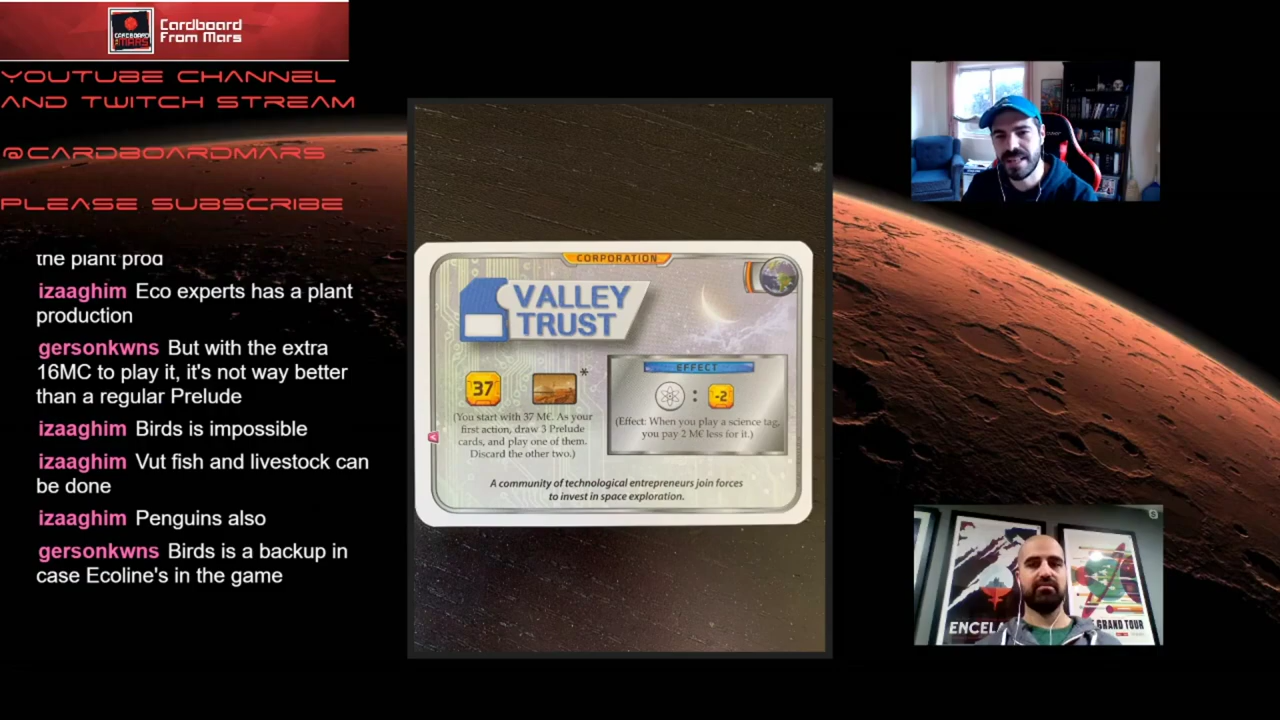 Cardboard
From Mars
CARDBOARD
MARS
YOUTUBE CHANNEL
AND TWITCH STREAM
@CARDBOARDMARS
PLEASE SUBSCRIBE
the plant prod
izaaghim Eco experts has a plant
production
gersonkwns But with the extra
16MC to play it, it's not way better
than a regular Prelude
izaaghim Birds is impossible
izaaghim Vut fish and livestock can
be done
izaaghim Penguins also
gersonkwns Birds is a backup in
case Ecoline's in the game
CORPORATION
VALLEY
TRUST
37
*
(You start with 37 M€. As your
first action, draw 3 Prelude
cards, and play one of them.
Discard the other two.)
EFFECT
: -2
(Effect: When you play a science tag,
you pay 2 M€ less for it.)
A community of technological entrepreneurs join forces
to invest in space exploration.
ENCELA
GRAND TOUR